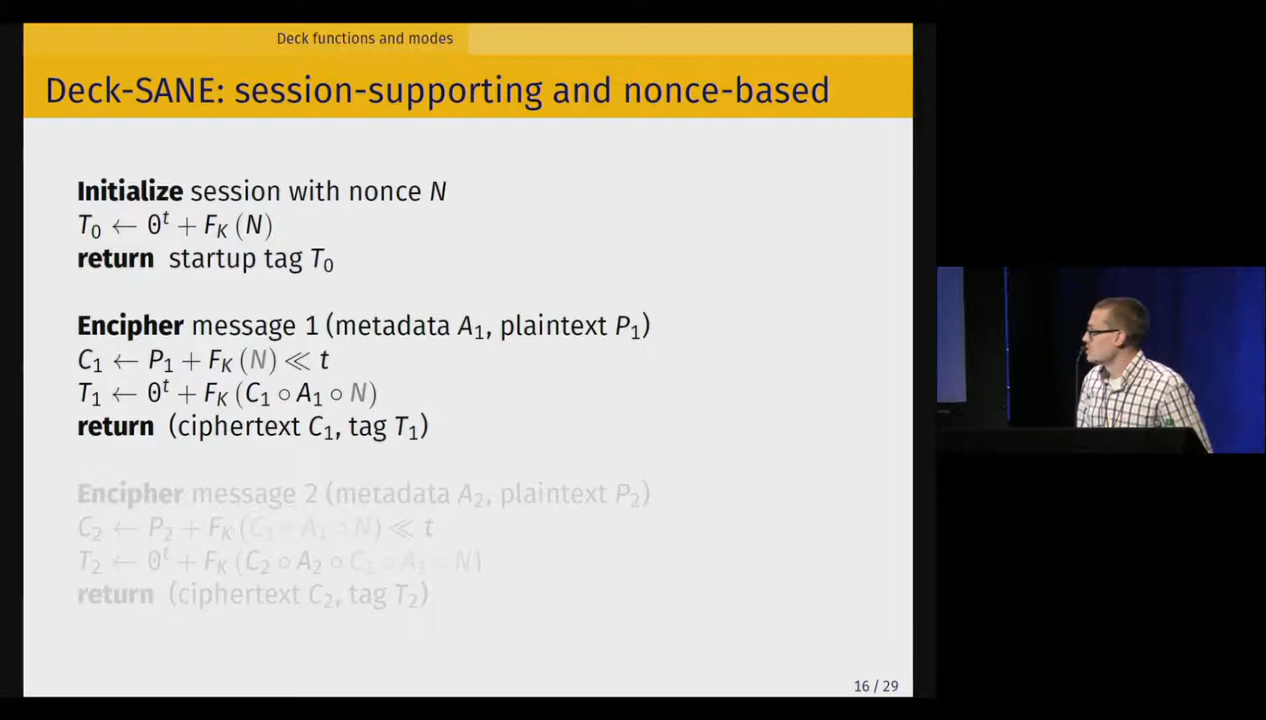 Deck functions and modes
Deck-SANE: session-supporting and nonce-based
Initialize session with nonce N
T₀ ← 0ᵗ + F_K (N)
return startup tag T₀
Encipher message 1 (metadata A₁, plaintext P₁)
C₁ ← P₁ + F_K (N) ≪ t
T₁ ← 0ᵗ + F_K (C₁ ∘ A₁ ∘ N)
return (ciphertext C₁, tag T₁)
Encipher message 2 (metadata A₂, plaintext P₂)
C₂ ← P₂ + F_K (C₁ ∘ A₁ ∘ N) ≪ t
T₂ ← 0ᵗ + F_K (C₂ ∘ A₂ ∘ C₁ ∘ A₁ ∘ N)
return (ciphertext C₂, tag T₂)
16 / 29